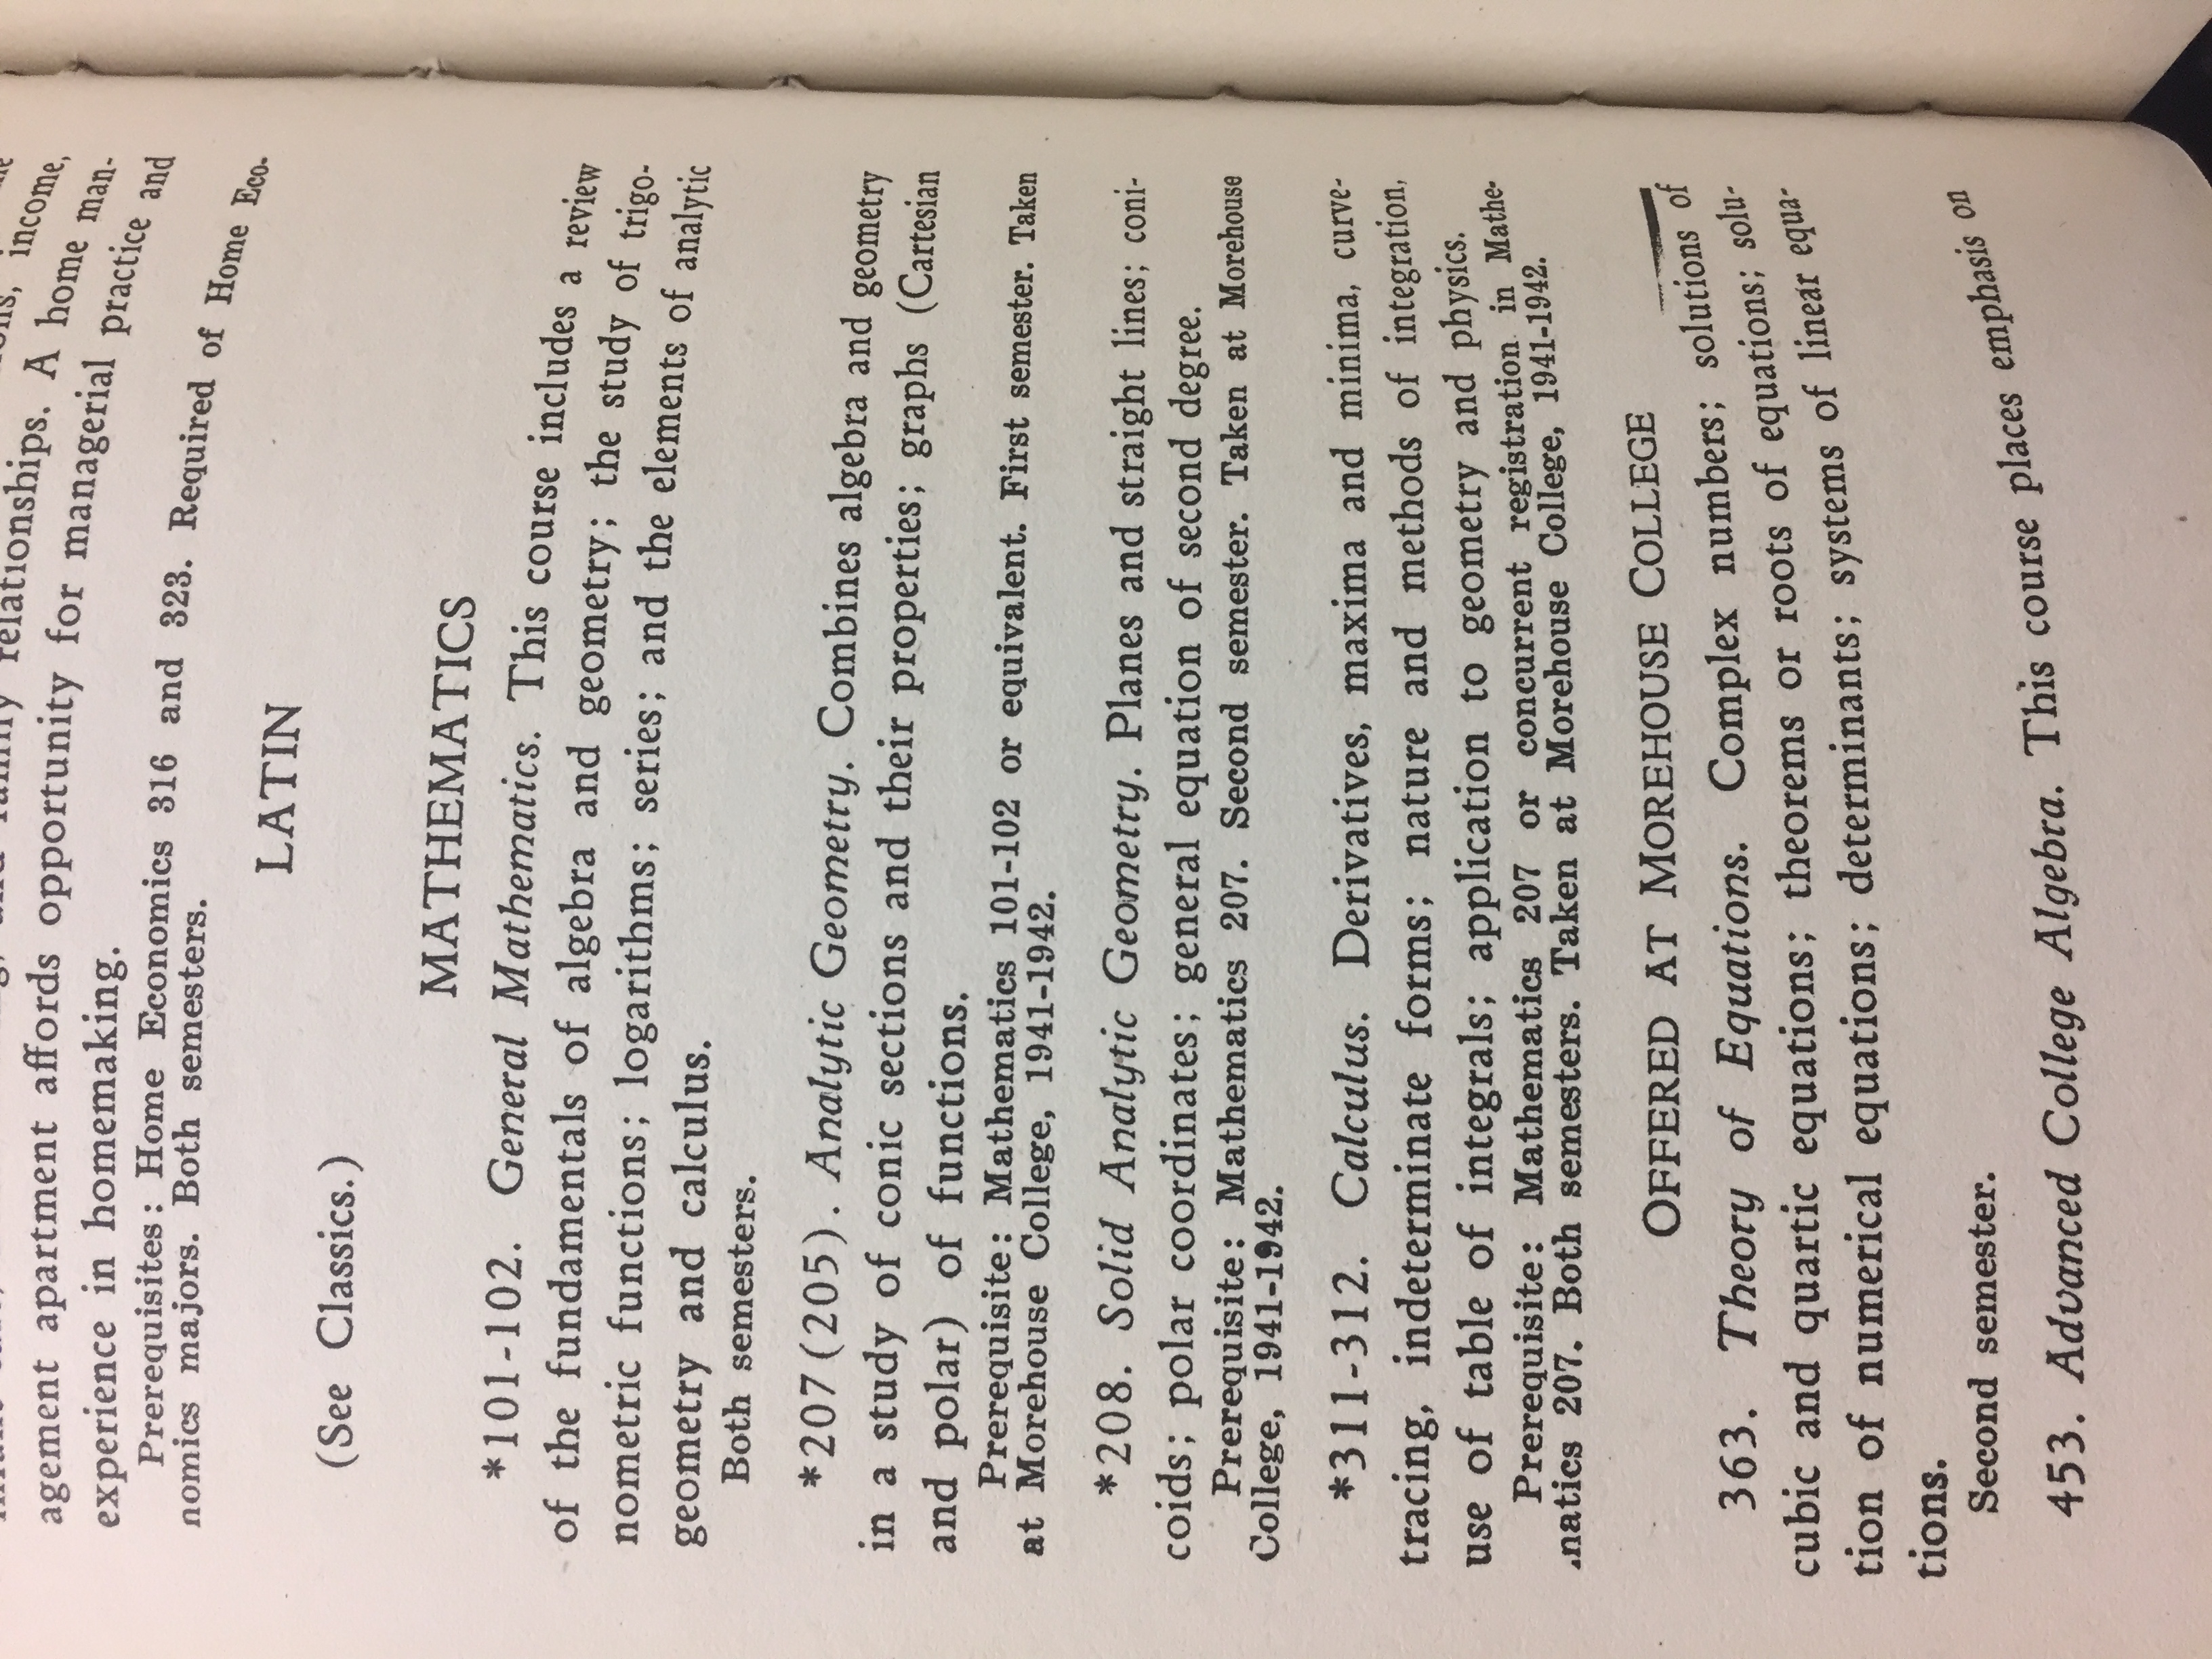 relationships. A home man-
agement apartment affords opportunity for managerial practice and
experience in homemaking.
Prerequisites: Home Economics 316 and 323. Required of Home Eco-
nomics majors. Both semesters.
LATIN
(See Classics.)
MATHEMATICS
*101-102. General Mathematics. This course includes a review
of the fundamentals of algebra and geometry; the study of trigo-
nometric functions; logarithms; series; and the elements of analytic
geometry and calculus.
Both semesters.
*207(205). Analytic Geometry. Combines algebra and geometry
in a study of conic sections and their properties; graphs (Cartesian
and polar) of functions.
Prerequisite: Mathematics 101-102 or equivalent. First semester. Taken
at Morehouse College, 1941-1942.
*208. Solid Analytic Geometry. Planes and straight lines; coni-
coids; polar coordinates; general equation of second degree.
Prerequisite: Mathematics 207. Second semester. Taken at Morehouse
College, 1941-1942.
*311-312. Calculus. Derivatives, maxima and minima, curve-
tracing, indeterminate forms; nature and methods of integration,
use of table of integrals; application to geometry and physics.
Prerequisite: Mathematics 207 or concurrent registration in Mathe-
matics 207. Both semesters. Taken at Morehouse College, 1941-1942.
OFFERED AT MOREHOUSE COLLEGE
363. Theory of Equations. Complex numbers; solutions of
cubic and quartic equations; theorems or roots of equations; solu-
tion of numerical equations; determinants; systems of linear equa-
tions.
Second semester.
453. Advanced College Algebra. This course places emphasis on